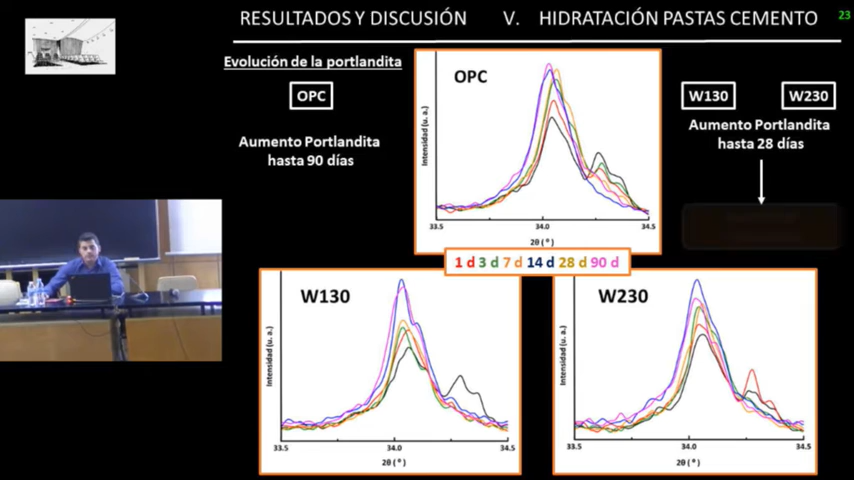 RESULTADOS Y DISCUSIÓN V. HIDRATACIÓN PASTAS CEMENTO 23
Evolución de la portlandita
OPC
Aumento Portlandita
hasta 90 días
OPC
Intensidad (u. a.)
33.5 34.0 34.5
2θ ( º )
W130 W230
Aumento Portlandita
hasta 28 días
1 d 3 d 7 d 14 d 28 d 90 d
W130
Intensidad (u. a.)
33.5 34.0 34.5
2θ ( º )
W230
Intensidad (u. a.)
33.5 34.0 34.5
2θ ( º )